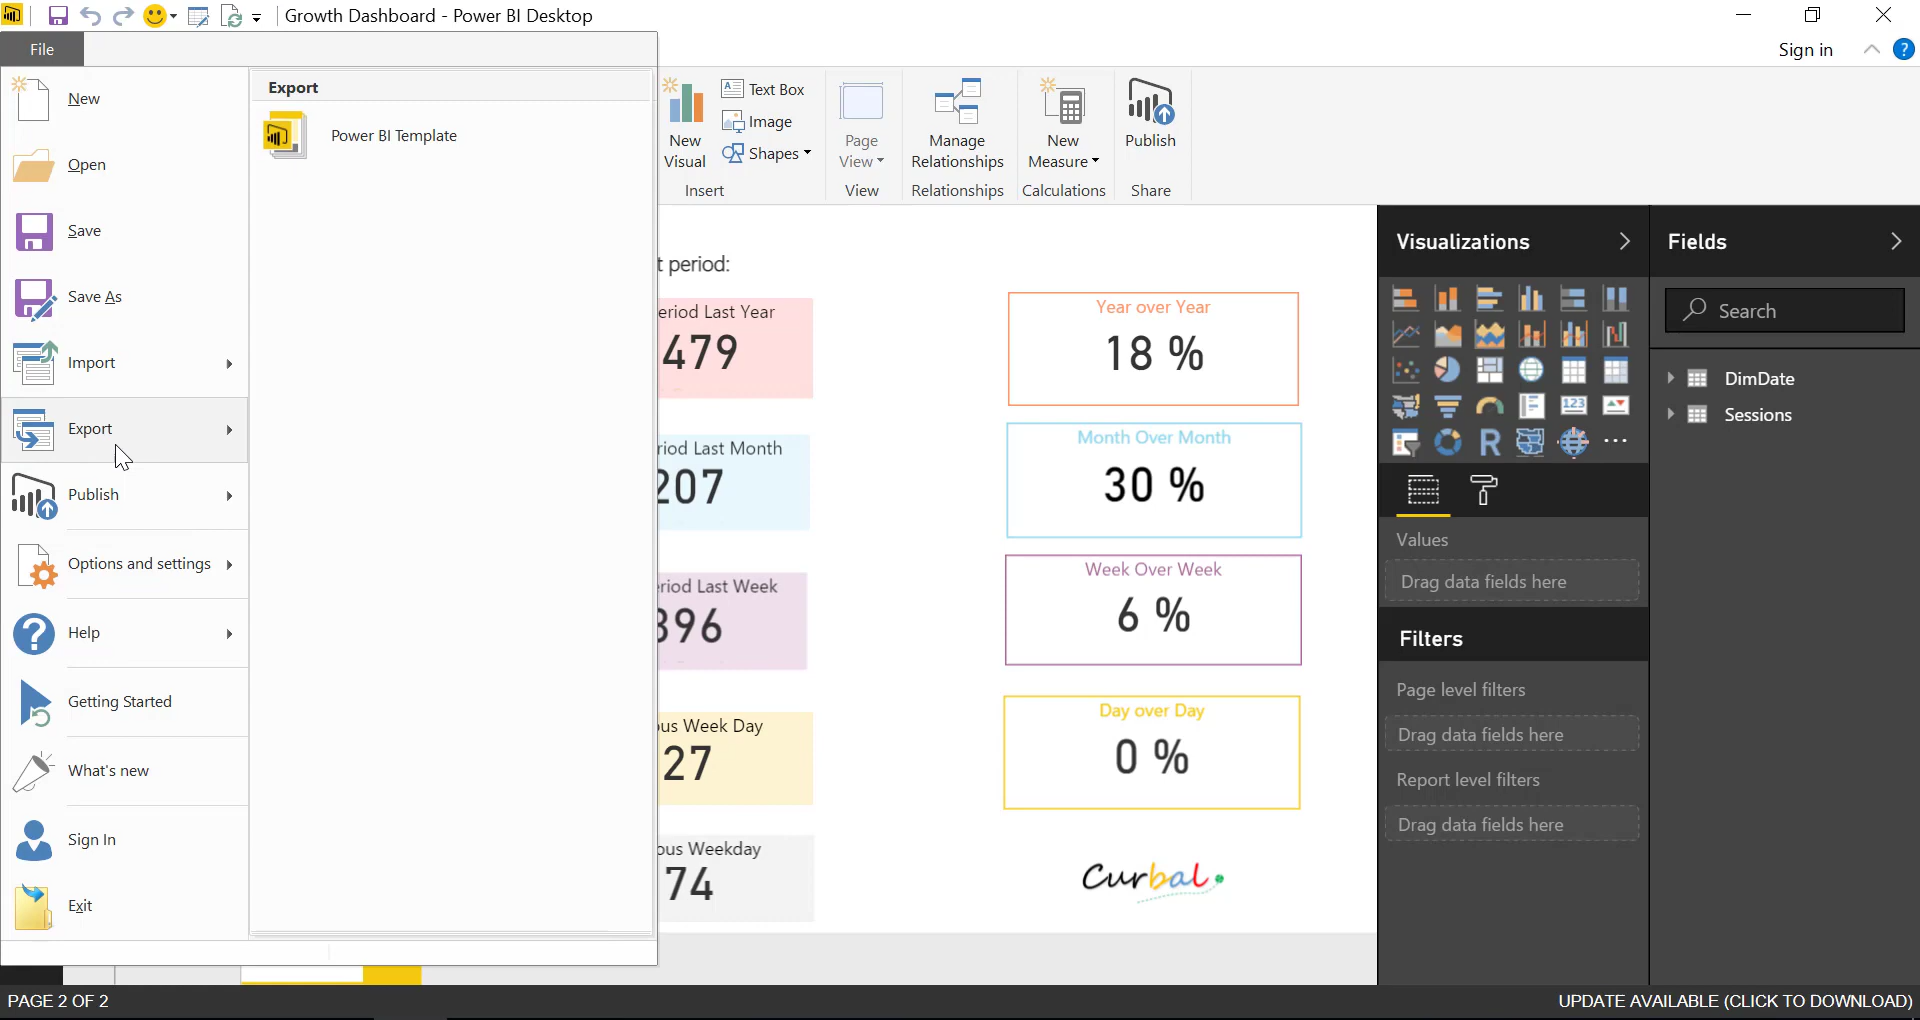 Growth Dashboard - Power BI Desktop
File
Sign in
?
New
Open
Save
Save As
Import
Export
Publish
Options and settings
Help
Getting Started
What's new
Sign In
Exit
Export
Power BI Template
New Visual
Text Box
Image
Shapes
Insert
Page View
View
Manage Relationships
Relationships
New Measure
Calculations
Publish
Share
t period:
eriod Last Year
479
riod Last Month
207
riod Last Week
396
ous Week Day
27
ous Weekday
74
Year over Year
18 %
Month Over Month
30 %
Week Over Week
6 %
Day over Day
0 %
Curbal
Visualizations
123
R
Values
Drag data fields here
Filters
Page level filters
Drag data fields here
Report level filters
Drag data fields here
Fields
Search
DimDate
Sessions
PAGE 2 OF 2
UPDATE AVAILABLE (CLICK TO DOWNLOAD)